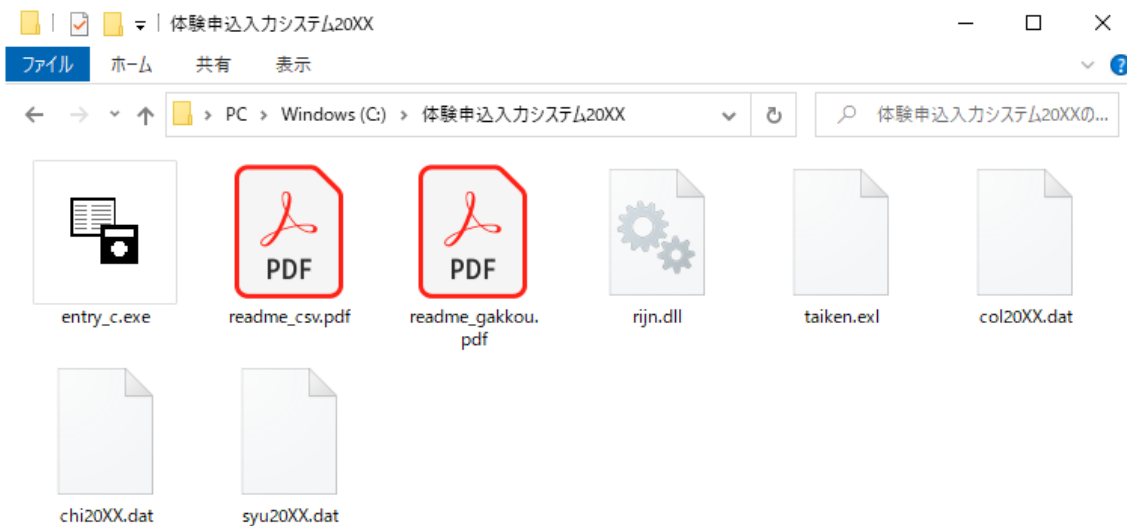 体験申込入力システム20XX
ファイル ホーム 共有 表示
PC Windows (C:) 体験申込入力システム20XX 体験申込入力システム20XXの...
PDF PDF
entry_c.exe readme_csv.pdf readme_gakkou. rijn.dll taiken.exl col20XX.dat
pdf
chi20XX.dat syu20XX.dat